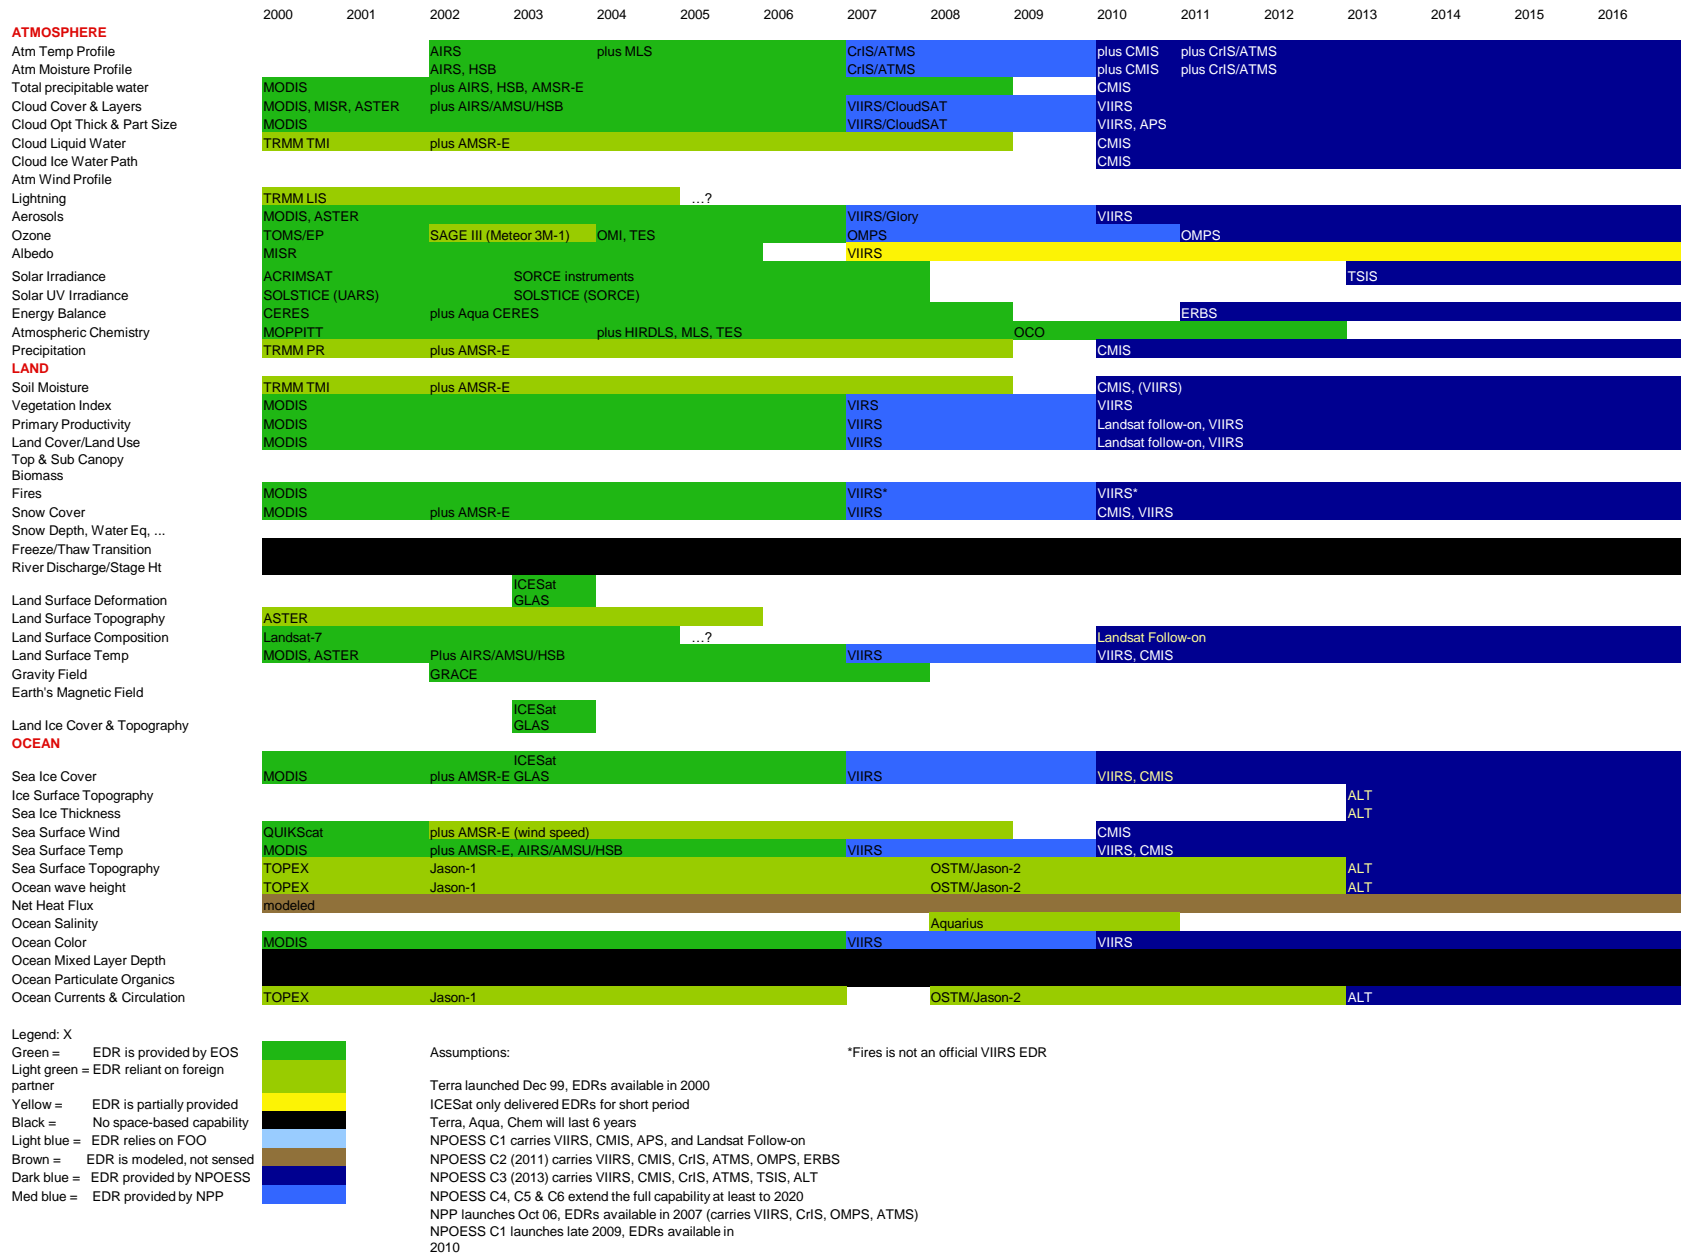 2000 2001 2002 2003 2004 2005 2006 2007 2008 2009 2010 2011 2012 2013 2014 2015 2016
ATMOSPHERE
Atm Temp Profile AIRS plus MLS CrIS/ATMS plus CMIS plus CrIS/ATMS
Atm Moisture Profile AIRS, HSB CrIS/ATMS plus CMIS plus CrIS/ATMS
Total precipitable water MODIS plus AIRS, HSB, AMSR-E CMIS
Cloud Cover & Layers MODIS, MISR, ASTER plus AIRS/AMSU/HSB VIIRS/CloudSAT VIIRS
Cloud Opt Thick & Part Size MODIS VIIRS/CloudSAT VIIRS, APS
Cloud Liquid Water TRMM TMI plus AMSR-E CMIS
Cloud Ice Water Path CMIS
Atm Wind Profile
Lightning TRMM LIS ...?
Aerosols MODIS, ASTER VIIRS/Glory VIIRS
Ozone TOMS/EP SAGE III (Meteor 3M-1) OMI, TES OMPS OMPS
Albedo MISR VIIRS
Solar Irradiance ACRIMSAT SORCE instruments TSIS
Solar UV Irradiance SOLSTICE (UARS) SOLSTICE (SORCE)
Energy Balance CERES plus Aqua CERES ERBS
Atmospheric Chemistry MOPPITT plus HIRDLS, MLS, TES OCO
Precipitation TRMM PR plus AMSR-E CMIS
LAND
Soil Moisture TRMM TMI plus AMSR-E CMIS, (VIIRS)
Vegetation Index MODIS VIRS VIIRS
Primary Productivity MODIS VIIRS Landsat follow-on, VIIRS
Land Cover/Land Use MODIS VIIRS Landsat follow-on, VIIRS
Top & Sub Canopy
Biomass
Fires MODIS VIIRS* VIIRS*
Snow Cover MODIS plus AMSR-E VIIRS CMIS, VIIRS
Snow Depth, Water Eq, ...
Freeze/Thaw Transition
River Discharge/Stage Ht
ICESat
Land Surface Deformation GLAS
Land Surface Topography ASTER
Land Surface Composition Landsat-7 ...? Landsat Follow-on
Land Surface Temp MODIS, ASTER Plus AIRS/AMSU/HSB VIIRS VIIRS, CMIS
Gravity Field GRACE
Earth's Magnetic Field
ICESat
Land Ice Cover & Topography GLAS
OCEAN
ICESat
Sea Ice Cover MODIS plus AMSR-E GLAS VIIRS VIIRS, CMIS
Ice Surface Topography ALT
Sea Ice Thickness ALT
Sea Surface Wind QUIKScat plus AMSR-E (wind speed) CMIS
Sea Surface Temp MODIS plus AMSR-E, AIRS/AMSU/HSB VIIRS VIIRS, CMIS
Sea Surface Topography TOPEX Jason-1 OSTM/Jason-2 ALT
Ocean wave height TOPEX Jason-1 OSTM/Jason-2 ALT
Net Heat Flux modeled
Ocean Salinity Aquarius
Ocean Color MODIS VIIRS VIIRS
Ocean Mixed Layer Depth
Ocean Particulate Organics
Ocean Currents & Circulation TOPEX Jason-1 OSTM/Jason-2 ALT
Legend: X
Green = EDR is provided by EOS
Light green = EDR reliant on foreign
partner
Yellow = EDR is partially provided
Black = No space-based capability
Light blue = EDR relies on FOO
Brown = EDR is modeled, not sensed
Dark blue = EDR provided by NPOESS
Med blue = EDR provided by NPP
Assumptions:
Terra launched Dec 99, EDRs available in 2000
ICESat only delivered EDRs for short period
Terra, Aqua, Chem will last 6 years
NPOESS C1 carries VIIRS, CMIS, APS, and Landsat Follow-on
NPOESS C2 (2011) carries VIIRS, CMIS, CrIS, ATMS, OMPS, ERBS
NPOESS C3 (2013) carries VIIRS, CMIS, CrIS, ATMS, TSIS, ALT
NPOESS C4, C5 & C6 extend the full capability at least to 2020
NPP launches Oct 06, EDRs available in 2007 (carries VIIRS, CrIS, OMPS, ATMS)
NPOESS C1 launches late 2009, EDRs available in
2010
*Fires is not an official VIIRS EDR